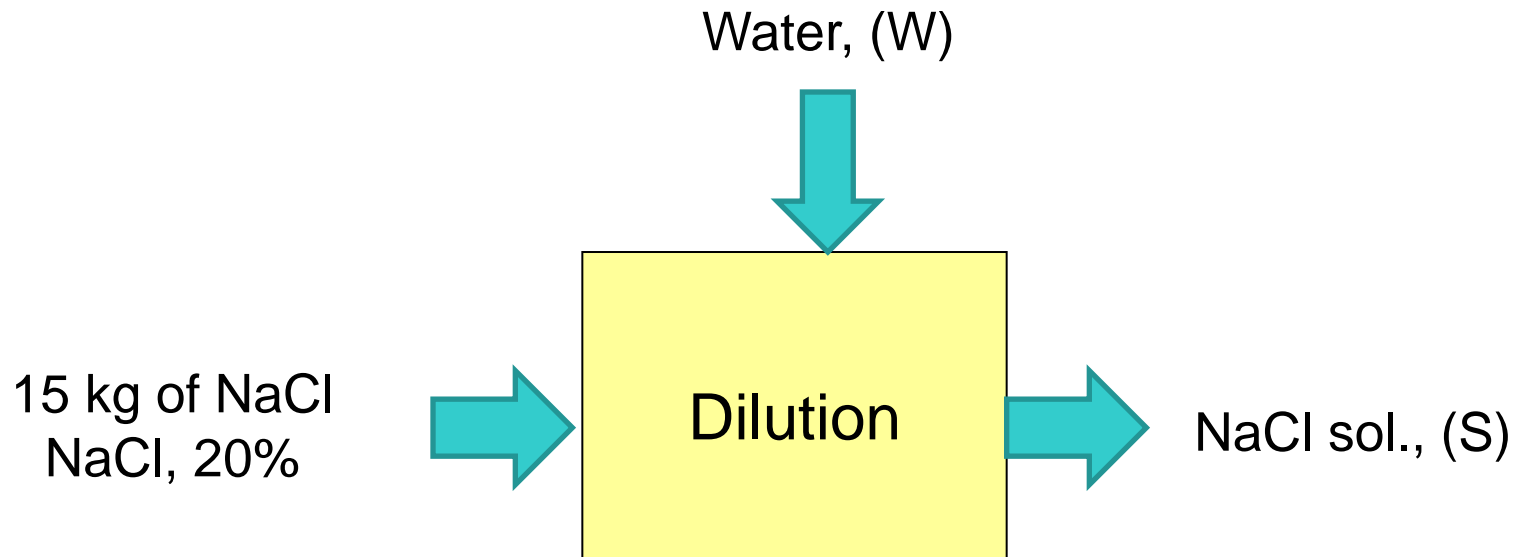 Water, (W)
15 kg of NaCl
NaCl, 20%
Dilution
NaCl sol., (S)